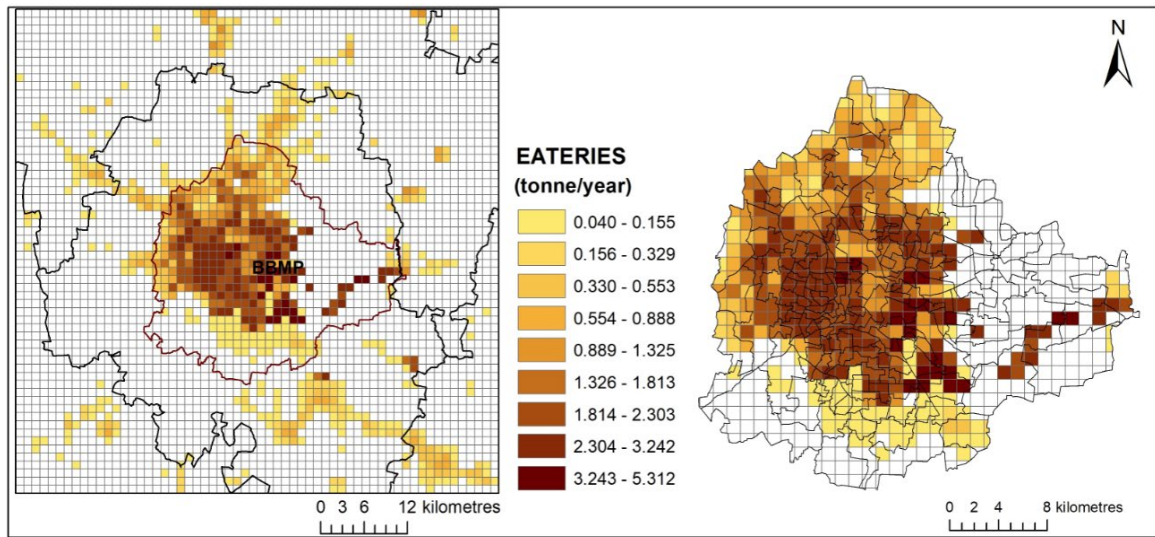 BBMP
0 3 6 12 kilometres
EATERIES
(tonne/year)
0.040 - 0.155
0.156 - 0.329
0.330 - 0.553
0.554 - 0.888
0.889 - 1.325
1.326 - 1.813
1.814 - 2.303
2.304 - 3.242
3.243 - 5.312
N
0 2 4 8 kilometres